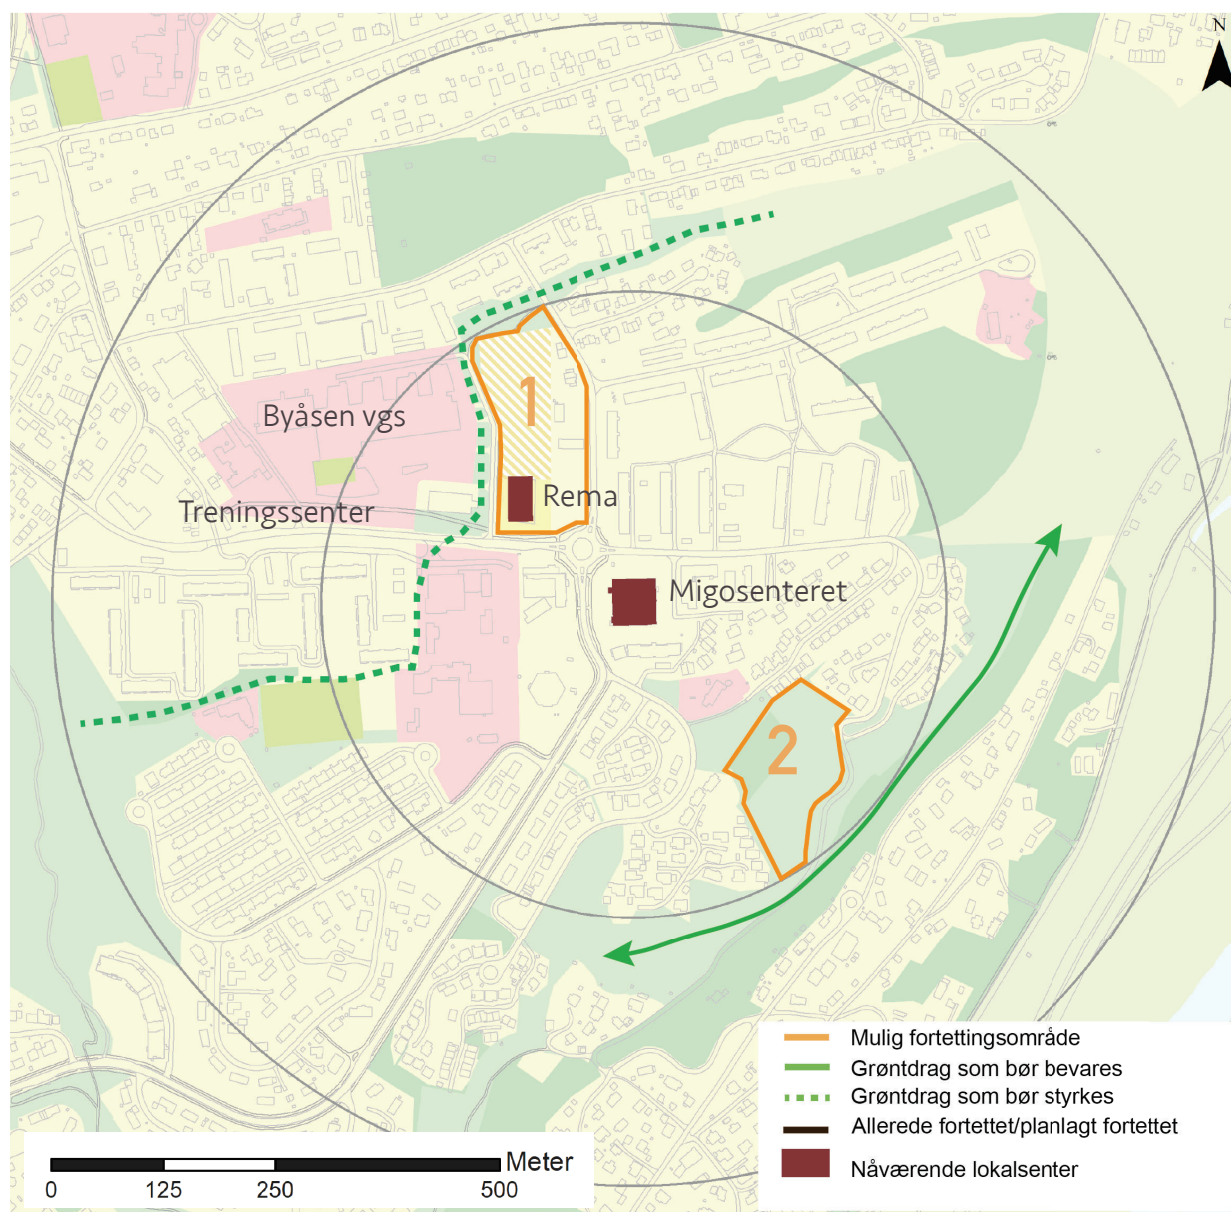 N
1
Byåsen vgs
Rema
Treningssenter
Migosenteret
2
Mulig fortettingsområde
Grøntdrag som bør bevares
Grøntdrag som bør styrkes
Allerede fortettet/planlagt fortettet
Nåværende lokalsenter
Meter
0 125 250 500